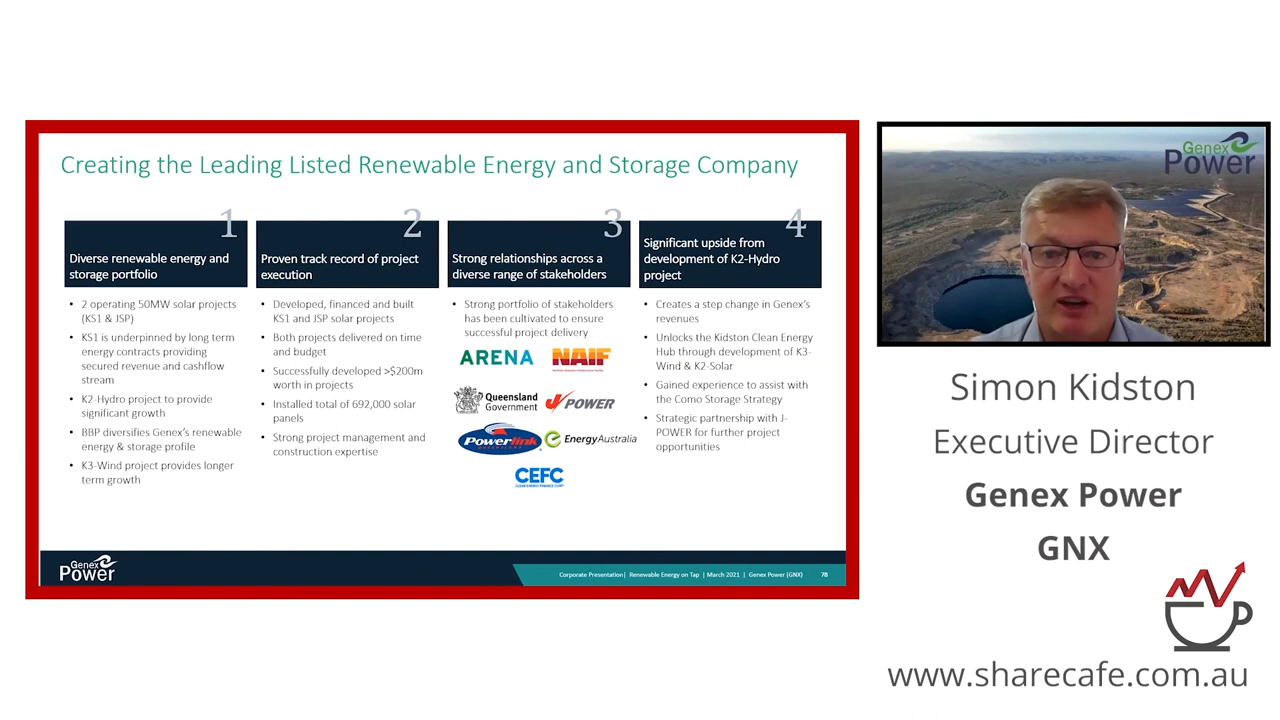 Creating the Leading Listed Renewable Energy and Storage Company
1
Diverse renewable energy and
storage portfolio
• 2 operating 50MW solar projects
(KS1 & JSP)
• KS1 is underpinned by long term
energy contracts providing
secured revenue and cashflow
stream
• K2-Hydro project to provide
significant growth
• BBP diversifies Genex's renewable
energy & storage profile
• K3-Wind project provides longer
term growth
2
Proven track record of project
execution
• Developed, financed and built
KS1 and JSP solar projects
• Both projects delivered on time
and budget
• Successfully developed >$200m
worth in projects
• Installed total of 692,000 solar
panels
• Strong project management and
construction expertise
3
Strong relationships across a
diverse range of stakeholders
• Strong portfolio of stakeholders
has been cultivated to ensure
successful project delivery
ARENA
NAIF
Queensland
Government
J POWER
Powerlink
EnergyAustralia
CEFC
CLEAN ENERGY FINANCE CORP
4
Significant upside from
development of K2-Hydro
project
• Creates a step change in Genex's
revenues
• Unlocks the Kidston Clean Energy
Hub through development of K3-
Wind & K2-Solar
• Gained experience to assist with
the Como Storage Strategy
• Strategic partnership with J-
POWER for further project
opportunities
Genex
Power
Corporate Presentation | Renewable Energy on Tap | March 2021 | Genex Power (GNX) 78
Genex
Power
Simon Kidston
Executive Director
Genex Power
GNX
www.sharecafe.com.au